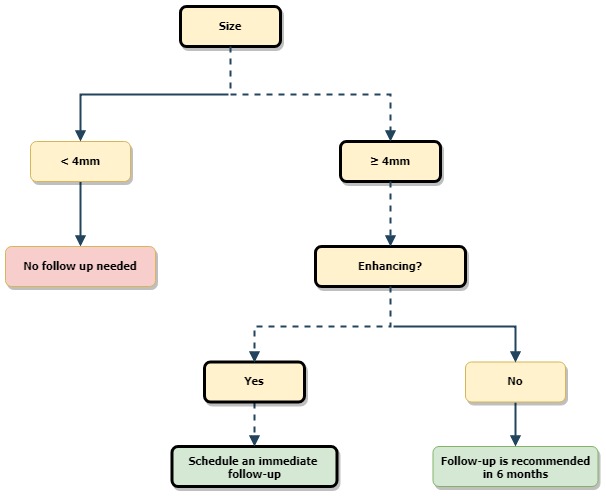 Size
< 4mm
≥ 4mm
No follow up needed
Enhancing?
Yes
No
Schedule an immediate
follow-up
Follow-up is recommended
in 6 months